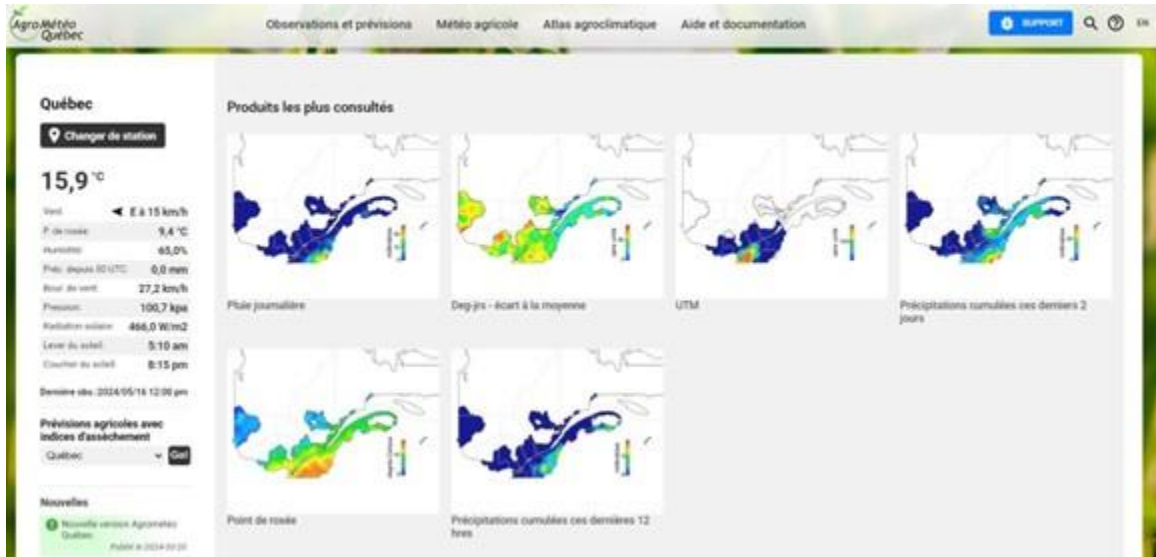 AgroMétéo
Québec
Observations et prévisions
Météo agricole
Atlas agroclimatique
Aide et documentation
SUPPORT
EN
Québec
Changer de station
15,9 °C
Vent E à 15 km/h
P. de rosée 9,4 °C
Humidité 65,0%
Préc. depuis 00 UTC 0,0 mm
Bour. de vent 27,2 km/h
Pression 100,7 kpa
Radiation solaire 466,0 W/m2
Lever du soleil 5:10 am
Coucher du soleil 8:15 pm
Dernière obs.: 2024/05/16 12:00 pm
Prévisions agricoles avec
indices d'assèchement
Québec
Go!
Nouvelles
Nouvelle version Agrométéo
Québec
Produits les plus consultés
Pluie journalière
Deg-jrs - écart à la moyenne
UTM
Précipitations cumulées ces derniers 2
jours
Point de rosée
Précipitations cumulées ces dernières 12
hres